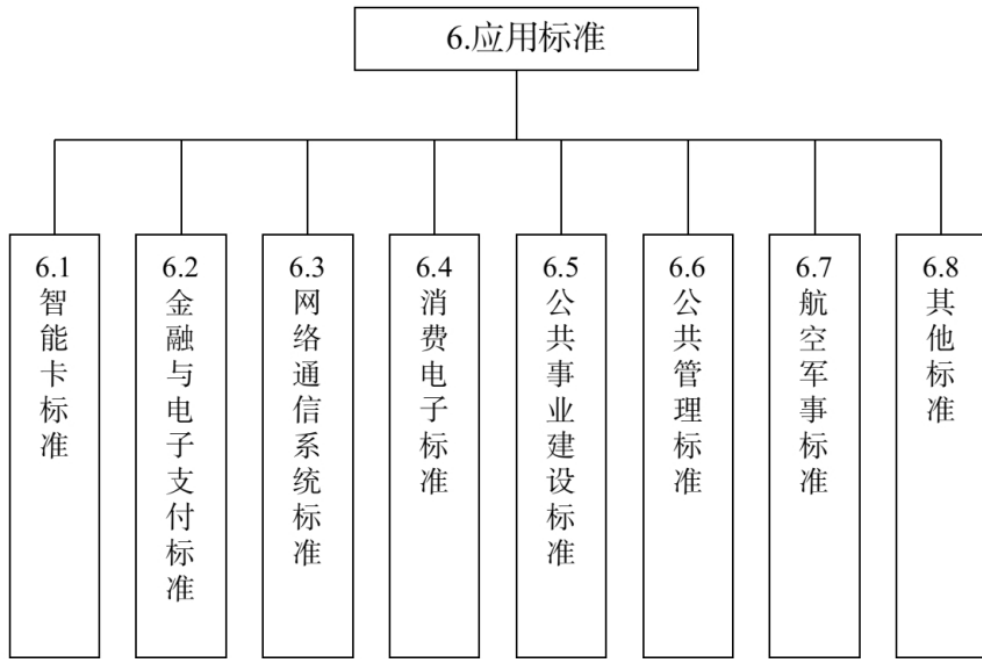 6.应用标准
6.1智能卡标准
6.2金融与电子支付标准
6.3网络通信系统标准
6.4消费电子标准
6.5公共事业建设标准
6.6公共管理标准
6.7航空军事标准
6.8其他标准